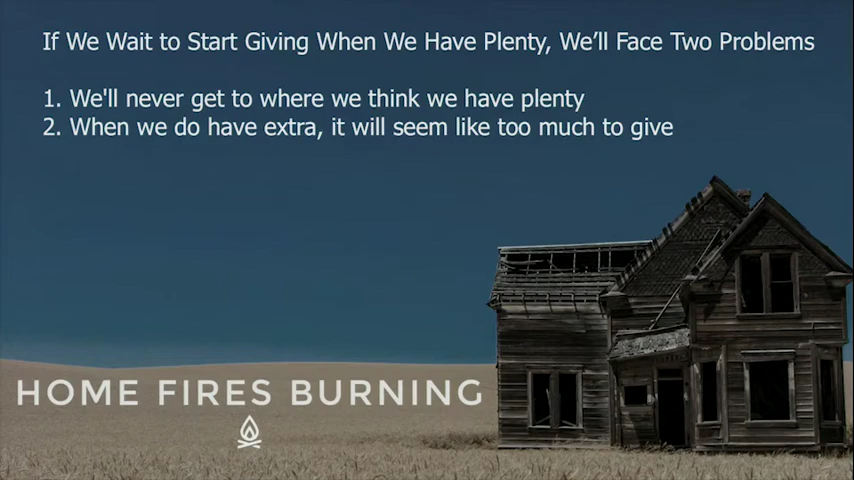 If We Wait to Start Giving When We Have Plenty, We’ll Face Two Problems
1. We'll never get to where we think we have plenty
2. When we do have extra, it will seem like too much to give
HOME FIRES BURNING